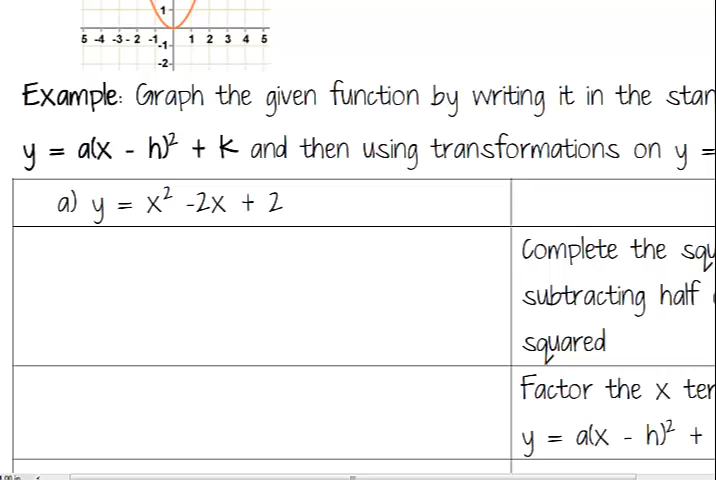 1
5 -4 -3 - 2 -1 1 2 3 4 5
-1
-2
Example: Graph the given function by writing it in the
y = a(x - h)² + k and then using transformations on y =
a) y = x² -2x + 2
Complete the
subtracting half
squared
Factor the x
y = a(x - h)² +